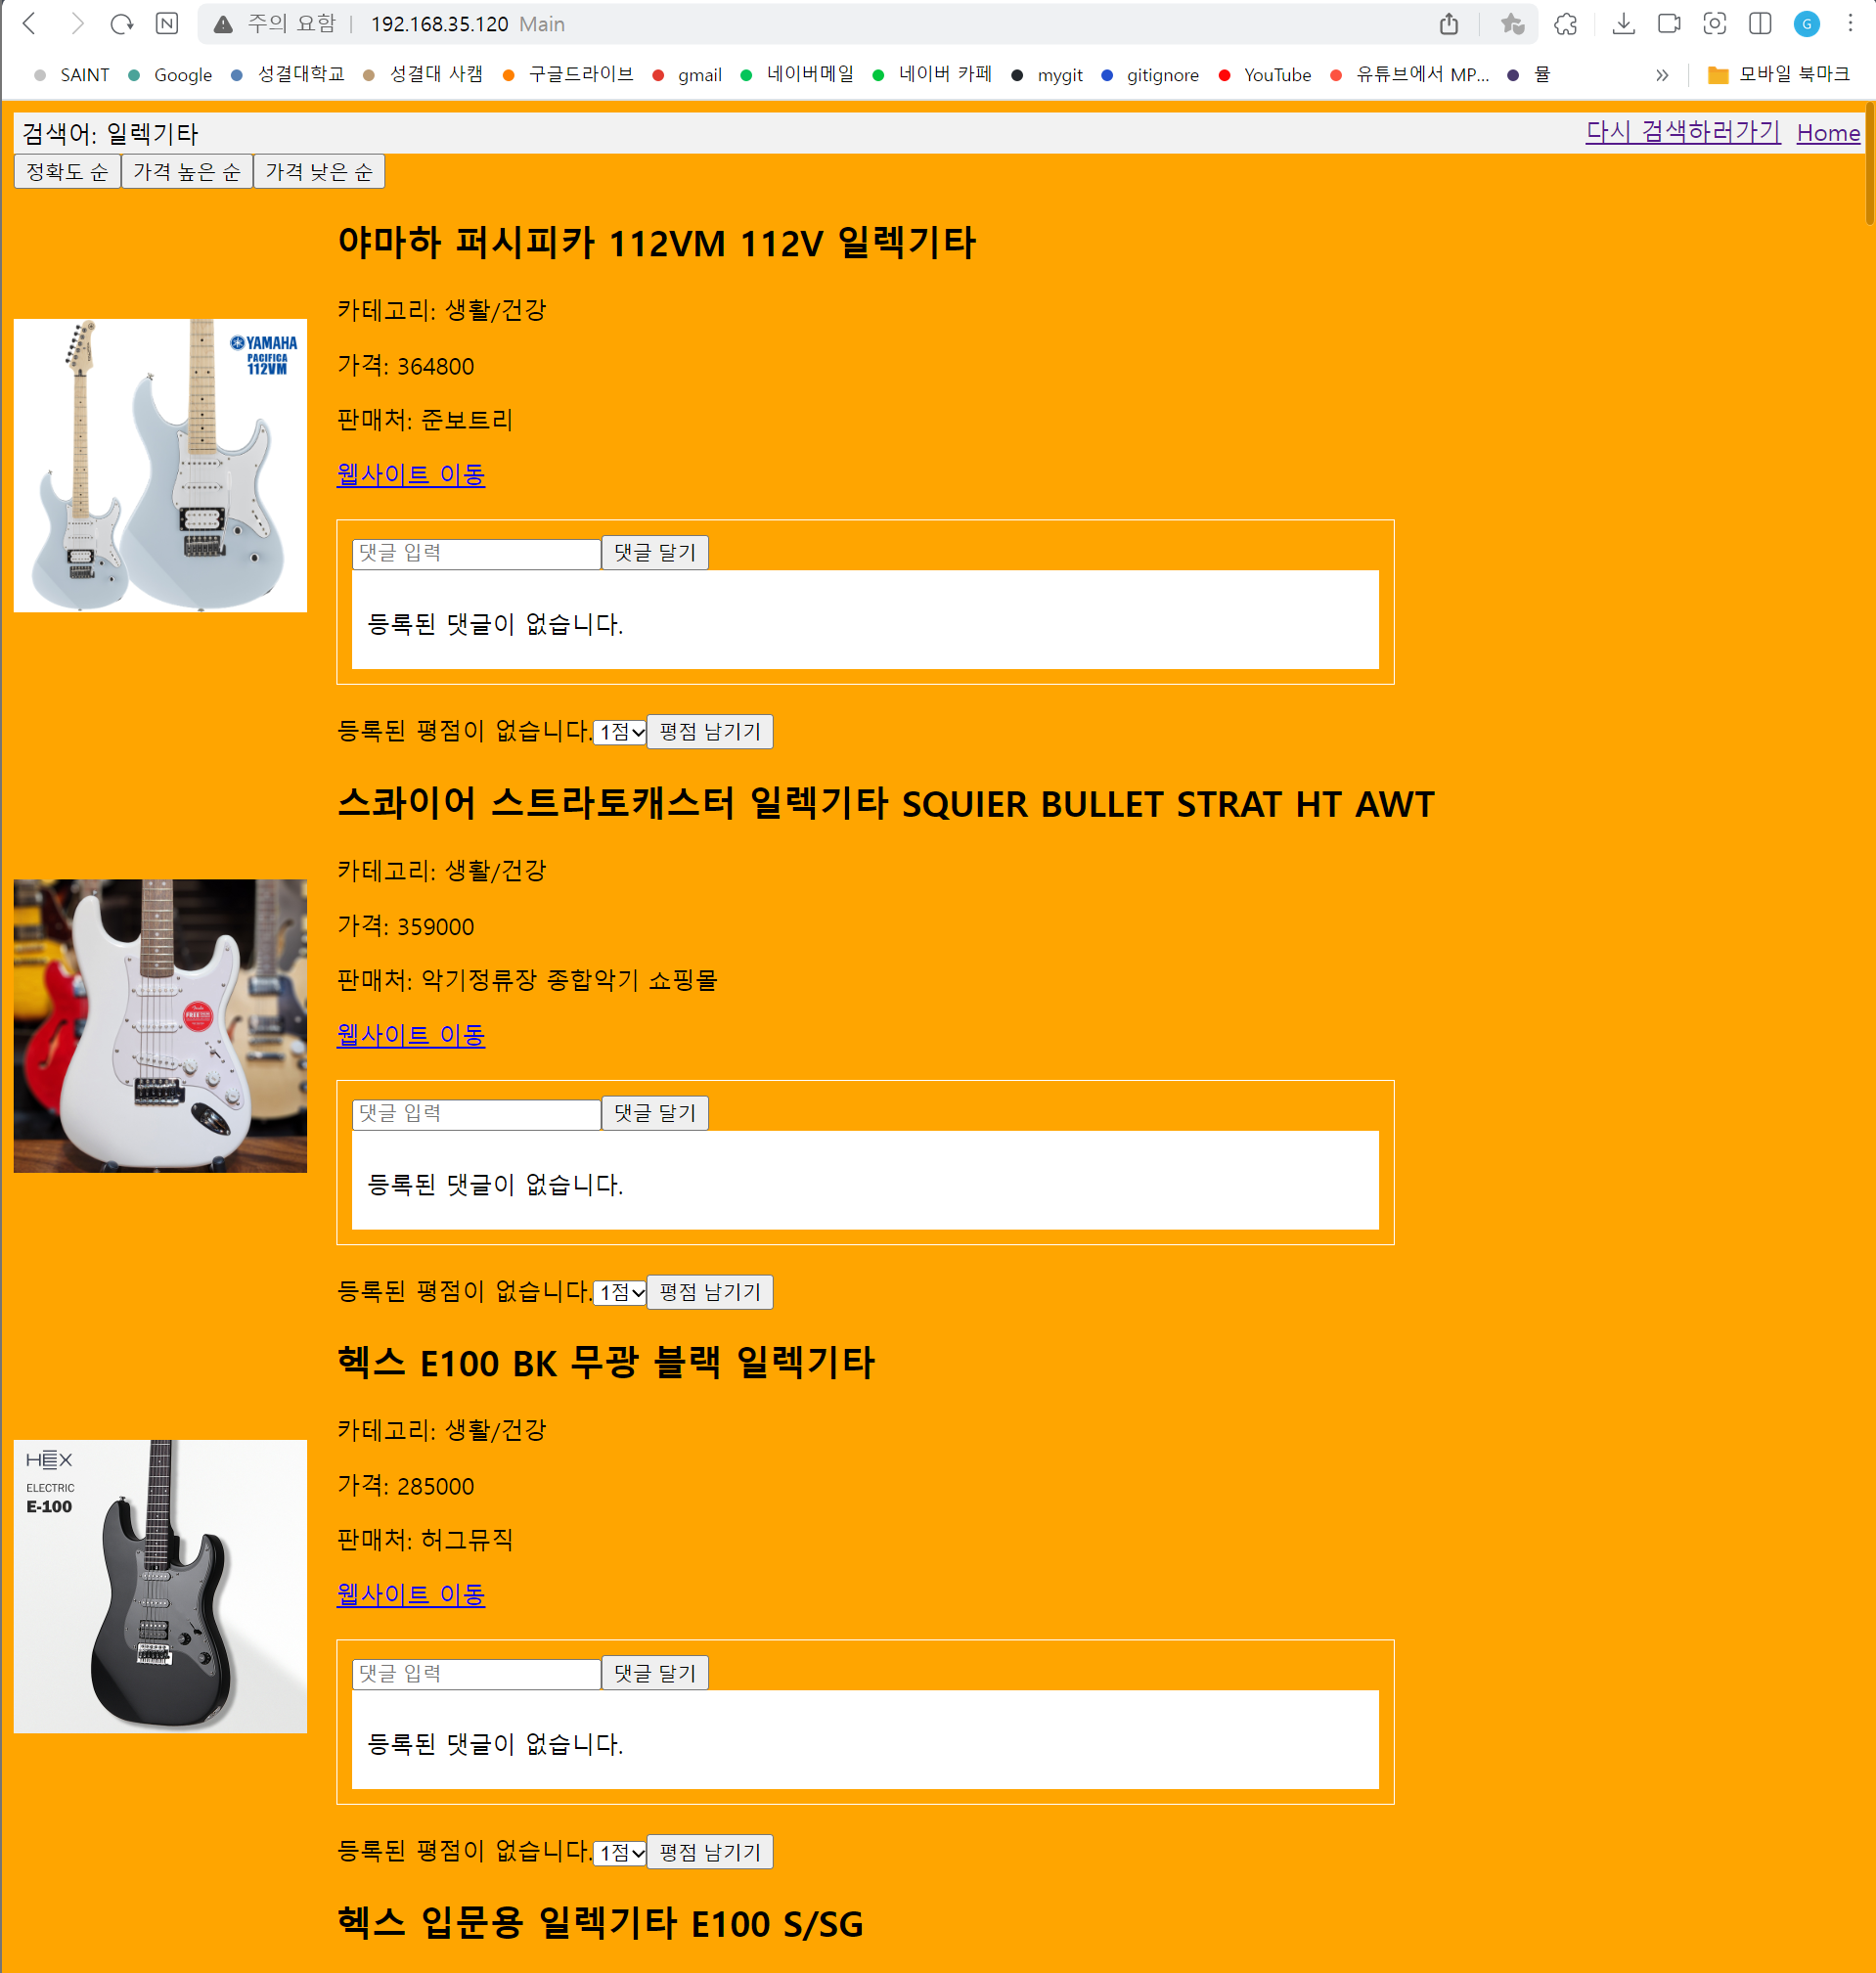 주의 요함 | 192.168.35.120 Main
SAINT Google 성결대학교 성결대 사캠 구글드라이브 gmail 네이버메일 네이버 카페 mygit gitignore YouTube 유튜브에서 MP... 뮬 » 모바일 북마크
검색어: 일렉기타 다시 검색하러가기 Home
정확도 순 가격 높은 순 가격 낮은 순
야마하 퍼시피카 112VM 112V 일렉기타
카테고리: 생활/건강
YAMAHA
PACIFICA
112VM
가격: 364800
판매처: 준보트리
웹사이트 이동
댓글 입력 댓글 달기
등록된 댓글이 없습니다.
등록된 평점이 없습니다. 1점 평점 남기기
스콰이어 스트라토캐스터 일렉기타 SQUIER BULLET STRAT HT AWT
카테고리: 생활/건강
가격: 359000
판매처: 악기정류장 종합악기 쇼핑몰
웹사이트 이동
댓글 입력 댓글 달기
등록된 댓글이 없습니다.
등록된 평점이 없습니다. 1점 평점 남기기
헥스 E100 BK 무광 블랙 일렉기타
카테고리: 생활/건강
HEX
ELECTRIC
E-100
가격: 285000
판매처: 허그뮤직
웹사이트 이동
댓글 입력 댓글 달기
등록된 댓글이 없습니다.
등록된 평점이 없습니다. 1점 평점 남기기
헥스 입문용 일렉기타 E100 S/SG